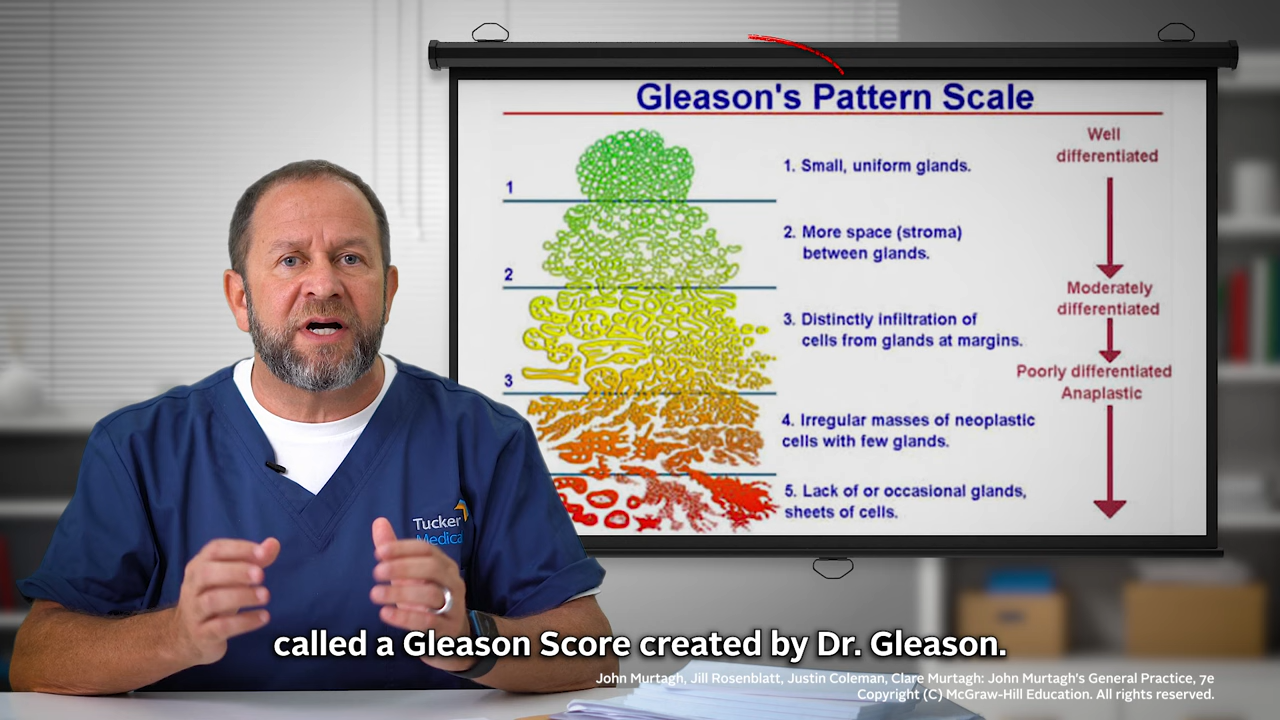 Gleason's Pattern Scale
Well
differentiated
1
1. Small, uniform glands.
2. More space (stroma)
between glands.
2
Moderately
differentiated
3. Distinctly infiltration of
cells from glands at margins.
3
Poorly differentiated
Anaplastic
4. Irregular masses of neoplastic
cells with few glands.
5. Lack of or occasional glands,
sheets of cells.
Tucker
Medical
called a Gleason Score created by Dr. Gleason.
John Murtagh, Jill Rosenblatt, Justin Coleman, Clare Murtagh: John Murtagh's General Practice, 7e
Copyright (C) McGraw-Hill Education. All rights reserved.